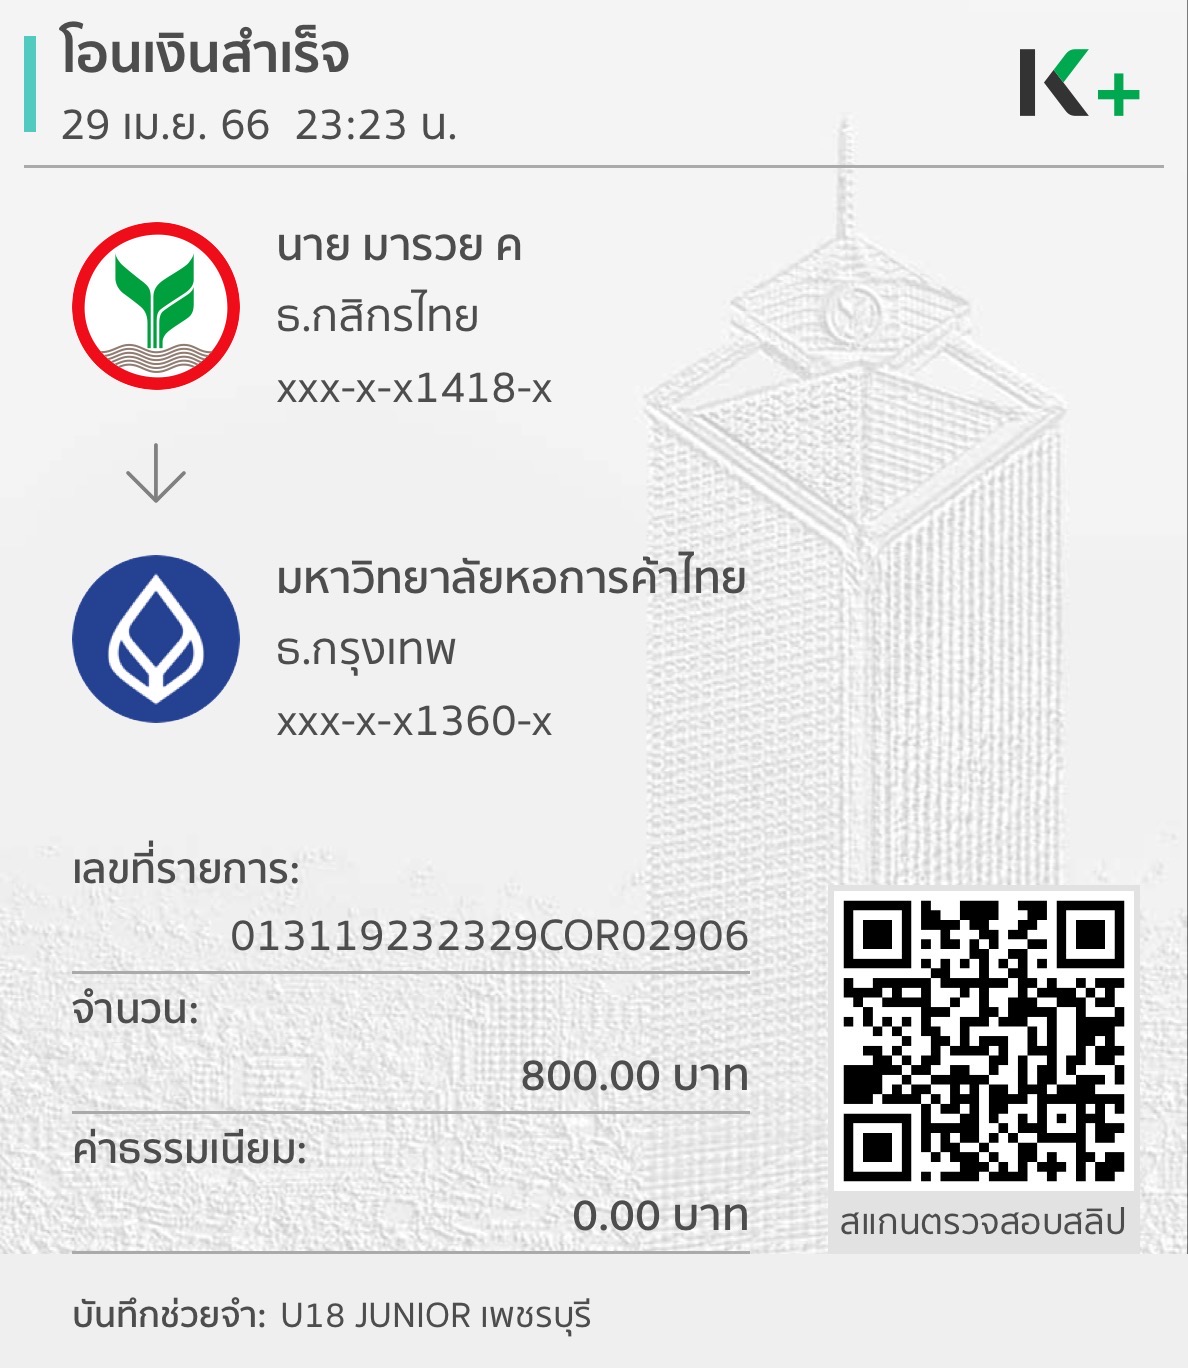 โอนเงินสำเร็จ
29 เม.ย. 66 23:23 น.
K+
นาย มารวย ค
ธ.กสิกรไทย
xxx-x-x1418-x
มหาวิทยาลัยหอการค้าไทย
ธ.กรุงเทพ
xxx-x-x1360-x
เลขที่รายการ:
013119232329COR02906
จำนวน:
800.00 บาท
ค่าธรรมเนียม:
0.00 บาท
สแกนตรวจสอบสลิป
บันทึกช่วยจำ: U18 JUNIOR เพชรบุรี